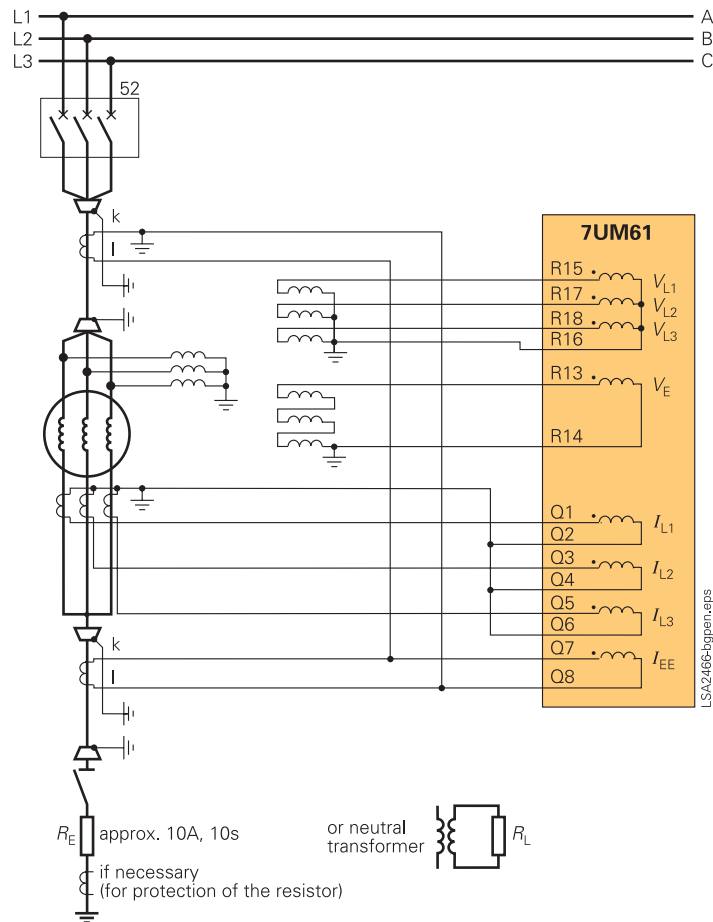 L1 A
L2 B
L3 C
52
k
l
7UM61
R15 VL1
R17 VL2
R18 VL3
R16
R13 VE
R14
Q1 IL1
Q2
Q3 IL2
Q4
Q5 IL3
Q6
Q7 IEE
Q8
k
l
RE approx. 10A, 10s
or neutral
transformer
RL
if necessary
(for protection of the resistor)
LSA2466-bgpen.eps